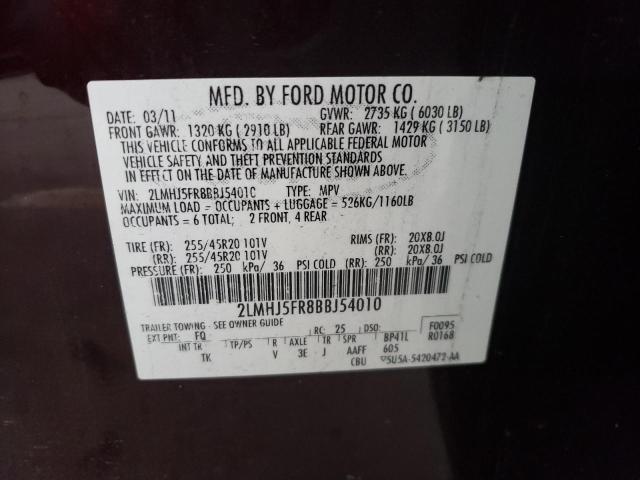 MFD. BY FORD MOTOR CO.
DATE: 03/11 GVWR: 2735 KG ( 6030 LB)
FRONT GAWR: 1320 KG ( 2910 LB) REAR GAWR: 1429 KG ( 3150 LB)
THIS VEHICLE CONFORMS TO ALL APPLICABLE FEDERAL MOTOR
VEHICLE SAFETY AND THEFT PREVENTION STANDARDS
IN EFFECT ON THE DATE OF MANUFACTURE SHOWN ABOVE.
VIN: 2LMHJ5FR8BBJ54010 TYPE: MPV
MAXIMUM LOAD = OCCUPANTS + LUGGAGE = 526KG/1160LB
OCCUPANTS = 6 TOTAL; 2 FRONT, 4 REAR
TIRE (FR): 255/45R20 101V RIMS (FR): 20X8.0J
(RR): 255/45R20 101V (RR): 20X8.0J
PRESSURE (FR): 250 kPa/ 36 PSI COLD (RR): 250 kPa/ 36 PSI COLD
2LMHJ5FR8BBJ54010
TRAILER TOWING - SEE OWNER GUIDE
EXT PNT: FQ RC: 25 DSO: F0095
INT TR TP/PS R AXLE TR SPR BP41L R0168
TK V 3E J AAFF 605
CBU 5U5A-5420472-AA